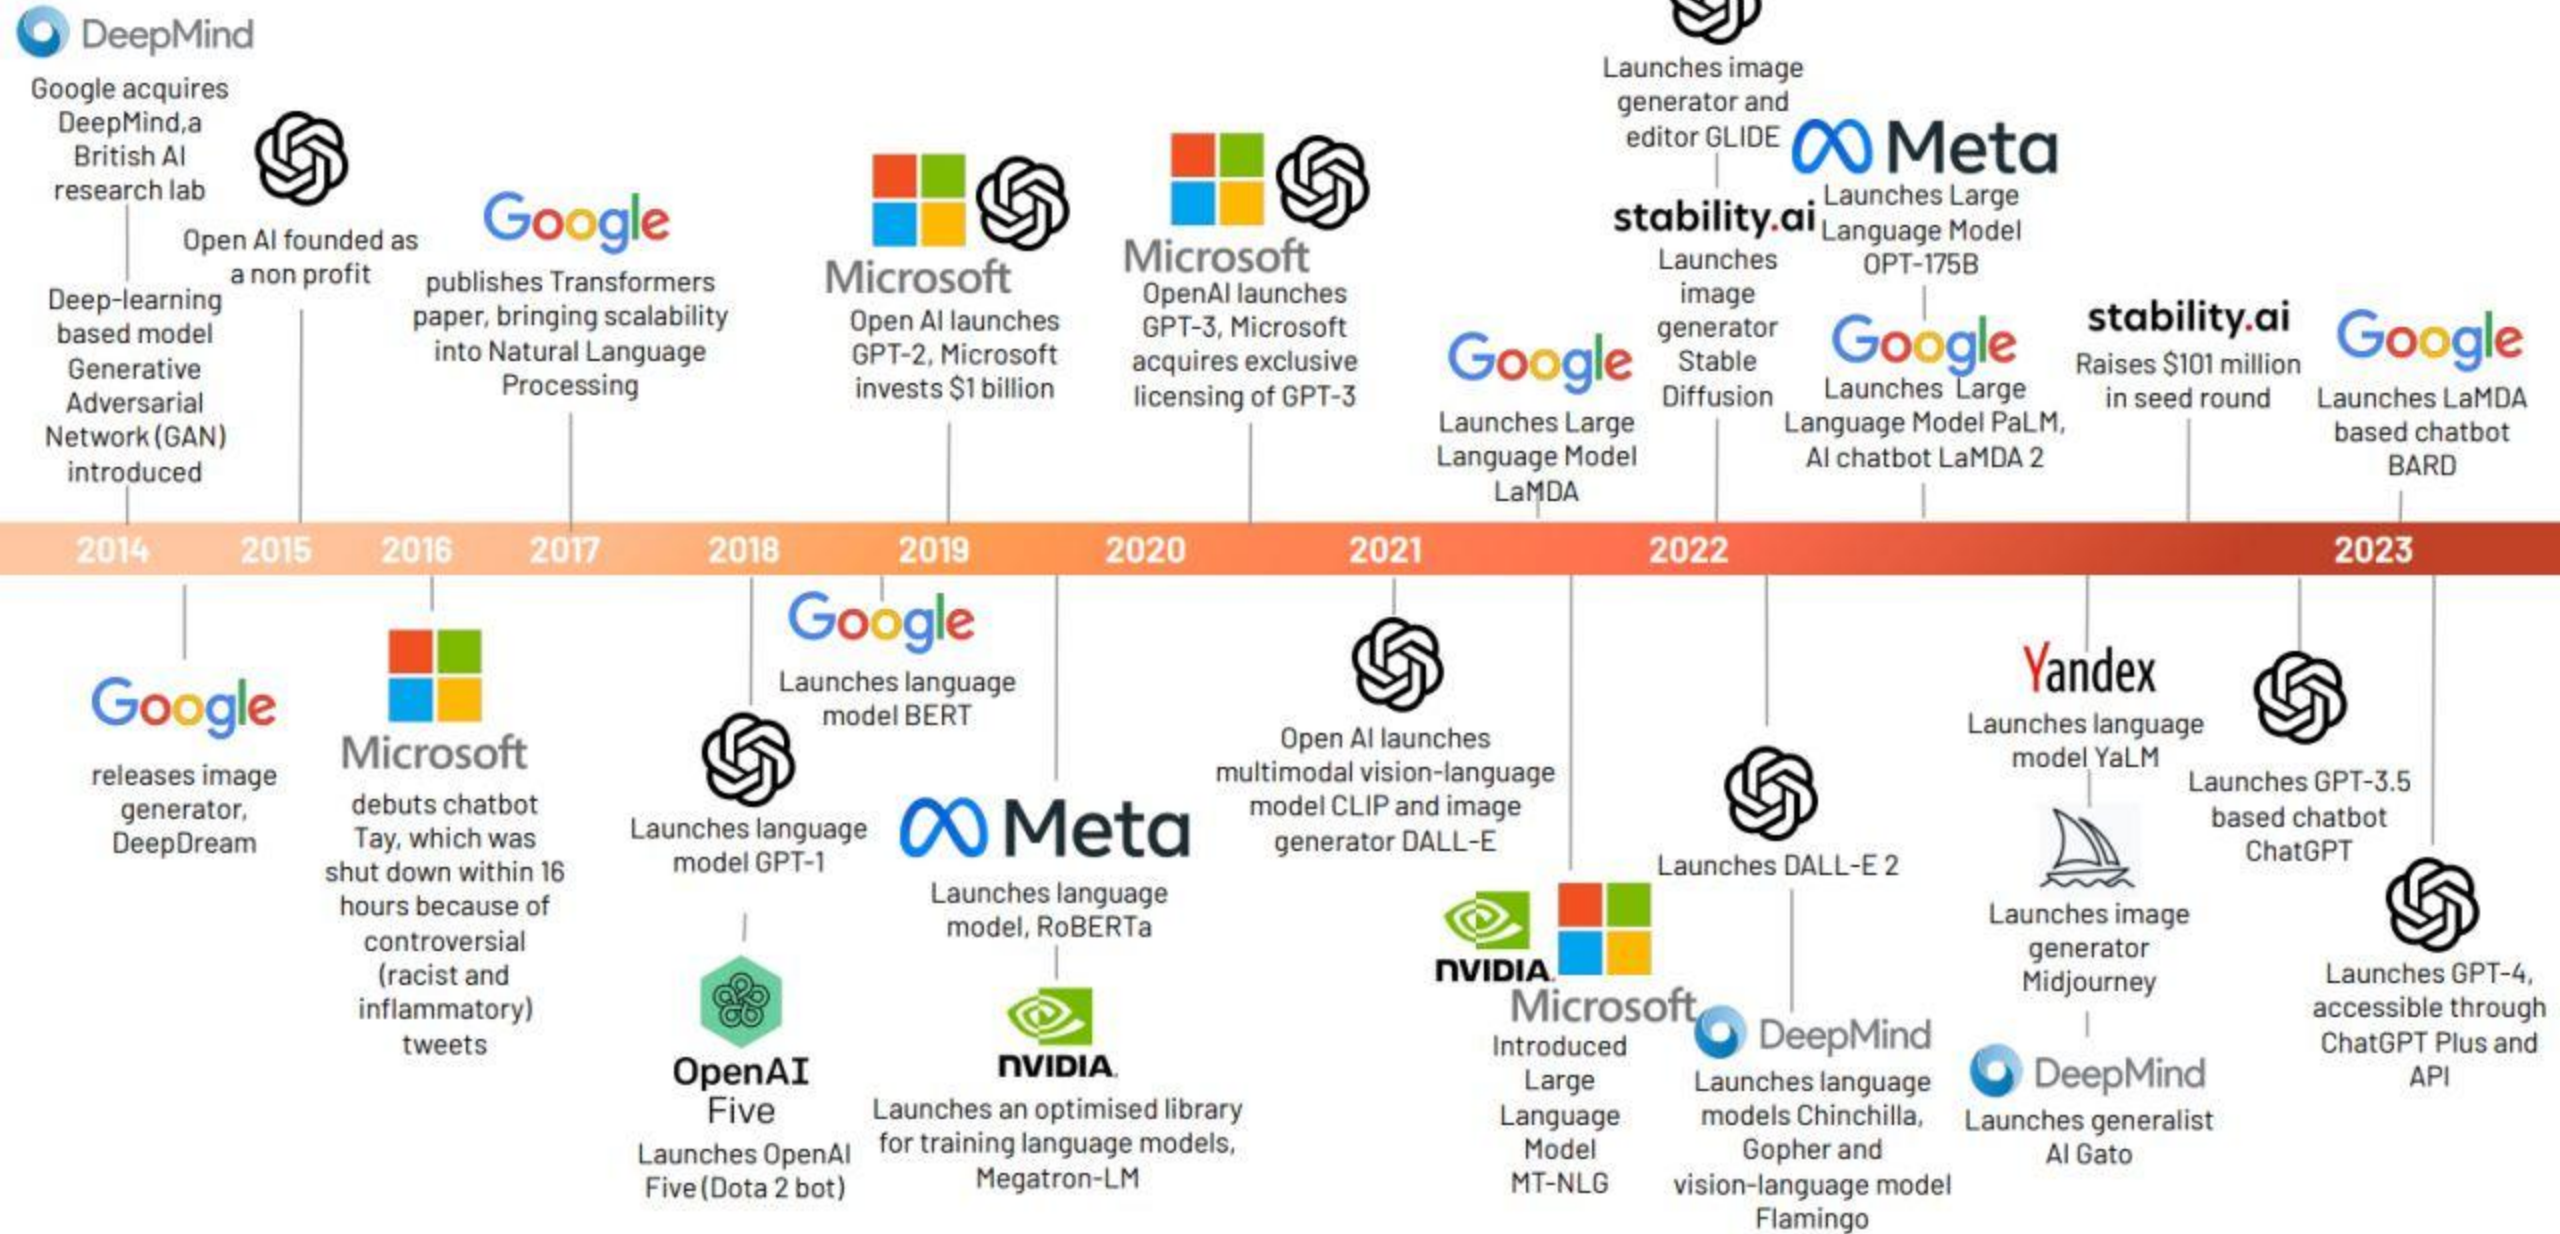 DeepMind
Google acquires
DeepMind,a
British AI
research lab
Deep-learning
based model
Generative
Adversarial
Network (GAN)
introduced
Open AI founded as
a non profit
Google
publishes Transformers
paper, bringing scalability
into Natural Language
Processing
Microsoft
Open AI launches
GPT-2, Microsoft
invests $1 billion
Microsoft
OpenAI launches
GPT-3, Microsoft
acquires exclusive
licensing of GPT-3
Google
Launches Large
Language Model
LaMDA
Launches image
generator and
editor GLIDE
stability.ai
Launches
image
generator
Stable
Diffusion
Meta
Launches Large
Language Model
OPT-175B
Google
Launches Large
Language Model PaLM,
AI chatbot LaMDA 2
stability.ai
Raises $101 million
in seed round
Google
Launches LaMDA
based chatbot
BARD
2014 2015 2016 2017 2018 2019 2020 2021 2022 2023
Google
releases image
generator,
DeepDream
Microsoft
debuts chatbot
Tay, which was
shut down within 16
hours because of
controversial
(racist and
inflammatory)
tweets
Launches language
model GPT-1
OpenAI
Five
Launches OpenAI
Five (Dota 2 bot)
Google
Launches language
model BERT
Meta
Launches language
model, RoBERTa
NVIDIA.
Launches an optimised library
for training language models,
Megatron-LM
Open AI launches
multimodal vision-language
model CLIP and image
generator DALL-E
NVIDIA.
Microsoft
Introduced
Large
Language
Model
MT-NLG
Launches DALL-E 2
DeepMind
Launches language
models Chinchilla,
Gopher and
vision-language model
Flamingo
Yandex
Launches language
model YaLM
Launches image
generator
Midjourney
DeepMind
Launches generalist
AI Gato
Launches GPT-3.5
based chatbot
ChatGPT
Launches GPT-4,
accessible through
ChatGPT Plus and
API